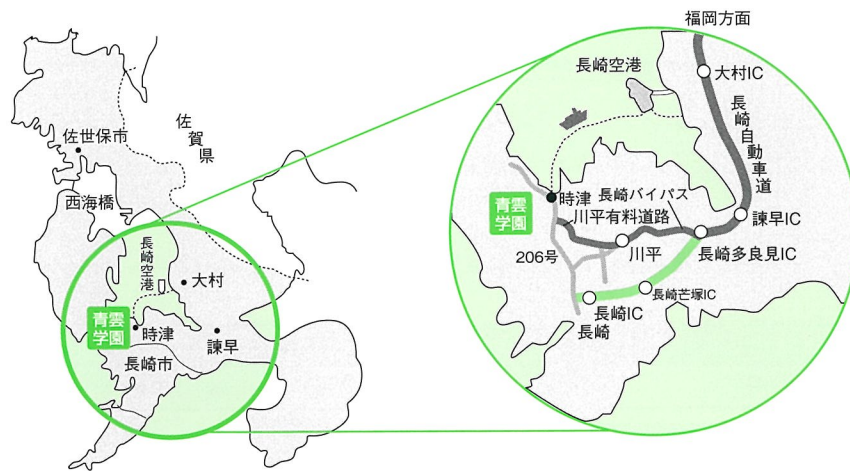 佐世保市
佐賀県
西海橋
長崎空港
大村
青雲
学園
時津
諫早
長崎市
福岡方面
大村IC
長崎空港
長崎自動車道
時津
長崎バイパス
青雲
学園
川平有料道路
諫早IC
206号
川平
長崎多良見IC
長崎芒塚IC
長崎IC
長崎